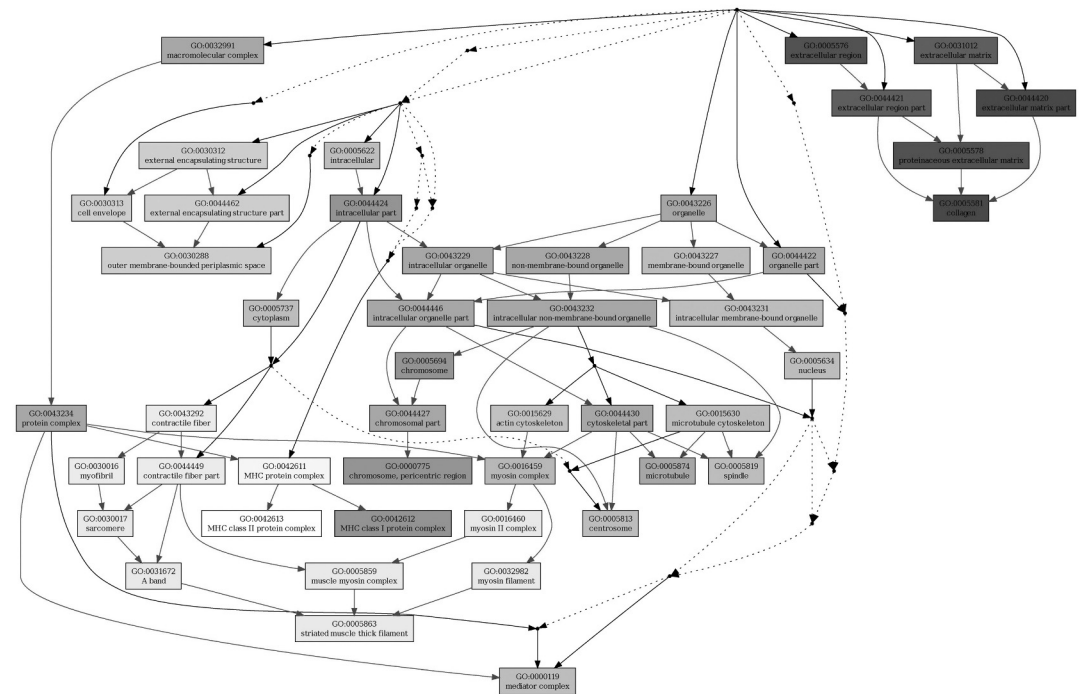 GO:0032991
macromolecular complex
GO:0005576
extracellular region
GO:0031012
extracellular matrix
GO:0044421
extracellular region part
GO:0044420
extracellular matrix part
GO:0030312
external encapsulating structure
GO:0005622
intracellular
GO:0005578
proteinaceous extracellular matrix
GO:0030313
cell envelope
GO:0044462
external encapsulating structure part
GO:0044424
intracellular part
GO:0043226
organelle
GO:0005581
collagen
GO:0030288
outer membrane-bounded periplasmic space
GO:0043229
intracellular organelle
GO:0043228
non-membrane-bound organelle
GO:0043227
membrane-bound organelle
GO:0044422
organelle part
GO:0005737
cytoplasm
GO:0044446
intracellular organelle part
GO:0043232
intracellular non-membrane-bound organelle
GO:0043231
intracellular membrane-bound organelle
GO:0005694
chromosome
GO:0005634
nucleus
GO:0043234
protein complex
GO:0043292
contractile fiber
GO:0044427
chromosomal part
GO:0015629
actin cytoskeleton
GO:0044430
cytoskeletal part
GO:0015630
microtubule cytoskeleton
GO:0030016
myofibril
GO:0044449
contractile fiber part
GO:0042611
MHC protein complex
GO:0000775
chromosome, pericentric region
GO:0016459
myosin complex
GO:0005874
microtubule
GO:0005819
spindle
GO:0030017
sarcomere
GO:0042613
MHC class II protein complex
GO:0042612
MHC class I protein complex
GO:0016460
myosin II complex
GO:0005813
centrosome
GO:0031672
A band
GO:0005859
muscle myosin complex
GO:0032982
myosin filament
GO:0005863
striated muscle thick filament
GO:0000119
mediator complex